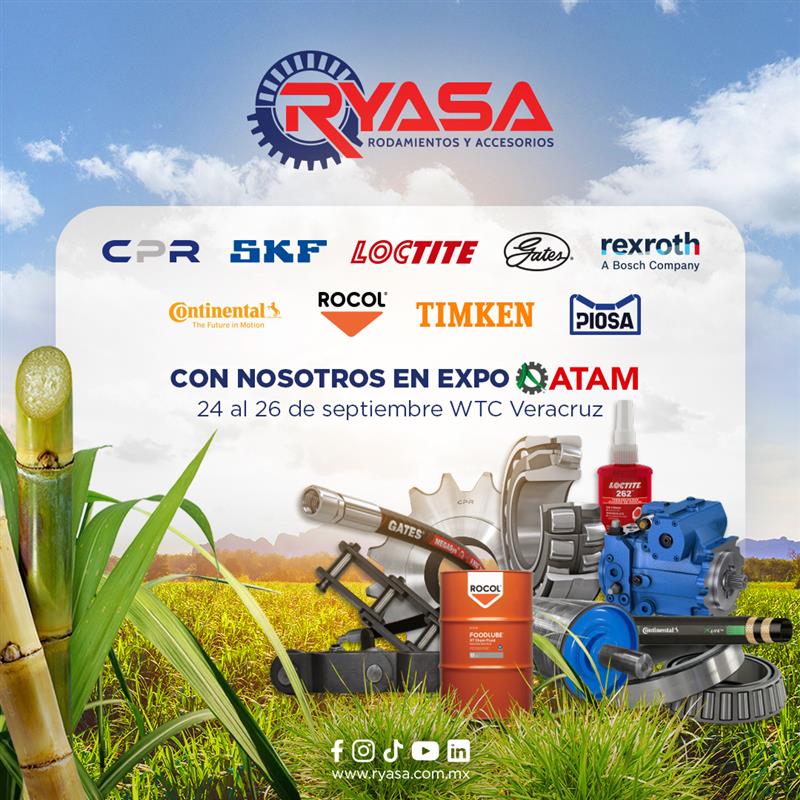 RYASA
RODAMIENTOS Y ACCESORIOS
CPR SKF LOCTITE Gates rexroth
A Bosch Company
Continental ROCOL TIMKEN PIOSA
The Future in Motion
CON NOSOTROS EN EXPO ATAM
24 al 26 de septiembre WTC Veracruz
CPR
LOCTITE
262
GATES MEGASYS
ROCOL
FOODLUBE
Continental
www.ryasa.com.mx